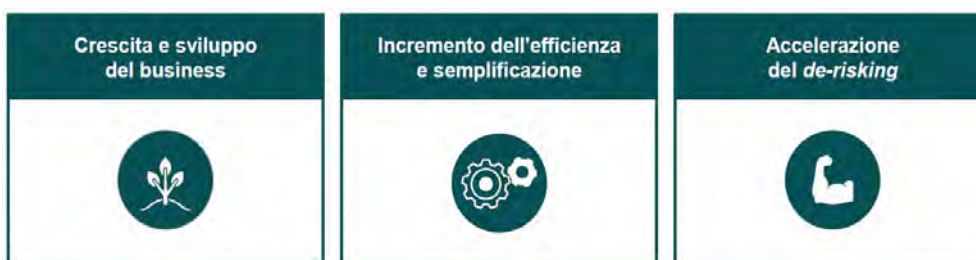 Crescita e sviluppo
del business
Incremento dell'efficienza
e semplificazione
Accelerazione
del de-risking